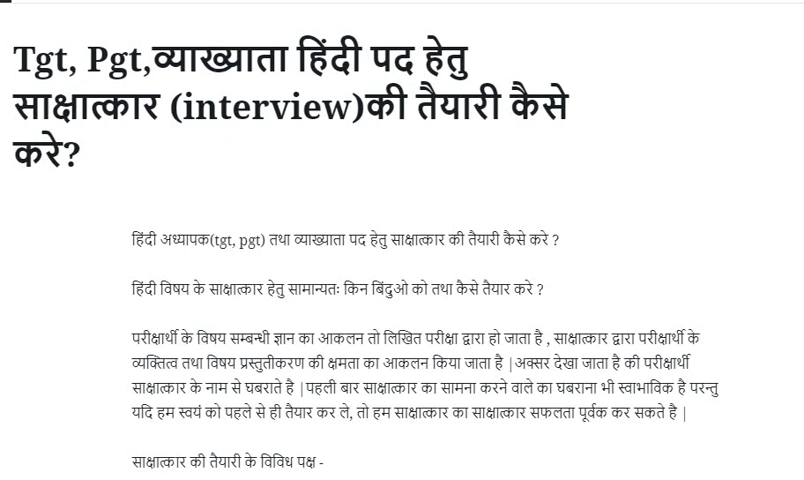 Tgt, Pgt,व्याख्याता हिंदी पद हेतु
साक्षात्कार (interview)की तैयारी कैसे
करे?
हिंदी अध्यापक(tgt, pgt) तथा व्याख्याता पद हेतु साक्षात्कार की तैयारी कैसे करे ?
हिंदी विषय के साक्षात्कार हेतु सामान्यतः किन बिंदुओ को तथा कैसे तैयार करे ?
परीक्षार्थी के विषय सम्बन्धी ज्ञान का आकलन तो लिखित परीक्षा द्वारा हो जाता है , साक्षात्कार द्वारा परीक्षार्थी के
व्यक्तित्व तथा विषय प्रस्तुतीकरण की क्षमता का आकलन किया जाता है |अक्सर देखा जाता है की परीक्षार्थी
साक्षात्कार के नाम से घबराते है |पहली बार साक्षात्कार का सामना करने वाले का घबराना भी स्वाभाविक है परन्तु
यदि हम स्वयं को पहले से ही तैयार कर ले, तो हम साक्षात्कार का साक्षात्कार सफलता पूर्वक कर सकते है |
साक्षात्कार की तैयारी के विविध पक्ष -